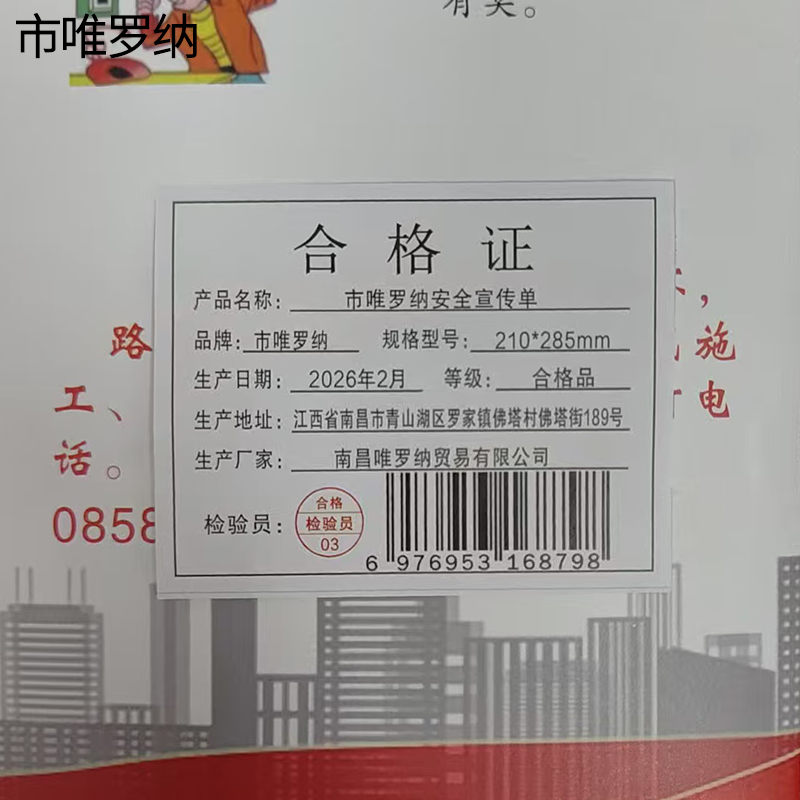 市唯罗纳
有奖。
合格证
产品名称：市唯罗纳安全宣传单
品牌：市唯罗纳 规格型号：210*285mm
生产日期：2026年2月 等级：合格品
生产地址：江西省南昌市青山湖区罗家镇佛塔村佛塔街189号
生产厂家：南昌唯罗纳贸易有限公司
检验员：
合格
检验员
03
6 976953 168798
路
施
工、
电
话。
0858